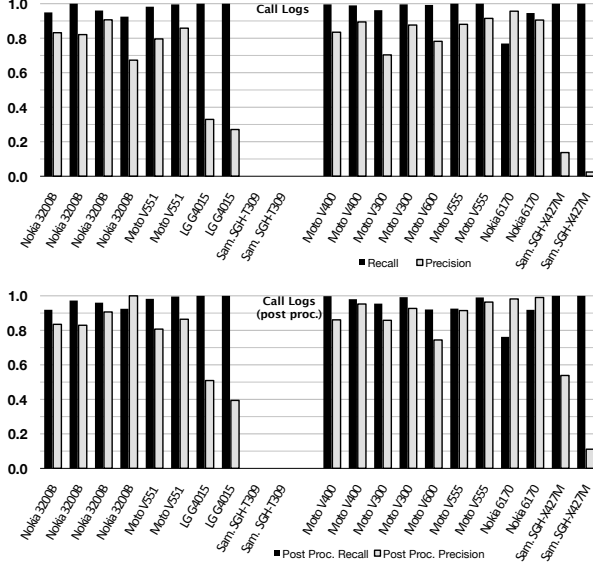 Call Logs
1.0
0.8
0.6
0.4
0.2
0.0
Nokia 3200B
Nokia 3200B
Nokia 3200B
Nokia 3200B
Moto V551
Moto V551
LG G4015
LG G4015
Sam. SGH-T309
Sam. SGH-T309
Moto V400
Moto V400
Moto V300
Moto V300
Moto V600
Moto V555
Moto V555
Nokia 6170
Nokia 6170
Sam. SGH-X427M
Sam. SGH-X427M
Recall Precision
Call Logs
(post proc.)
1.0
0.8
0.6
0.4
0.2
0.0
Nokia 3200B
Nokia 3200B
Nokia 3200B
Nokia 3200B
Moto V551
Moto V551
LG G4015
LG G4015
Sam. SGH-T309
Sam. SGH-T309
Moto V400
Moto V400
Moto V300
Moto V300
Moto V600
Moto V555
Moto V555
Nokia 6170
Nokia 6170
Sam. SGH-X427M
Sam. SGH-X427M
Post Proc. Recall Post Proc. Precision